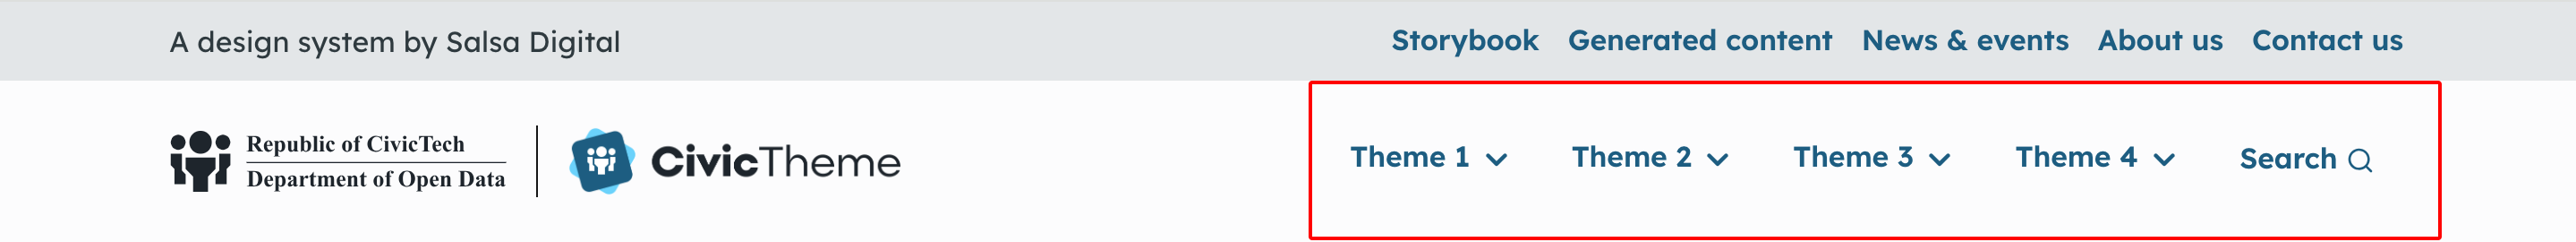 A design system by Salsa Digital
Storybook Generated content News & events About us Contact us
Republic of CivicTech
Department of Open Data
CivicTheme
Theme 1 Theme 2 Theme 3 Theme 4 Search